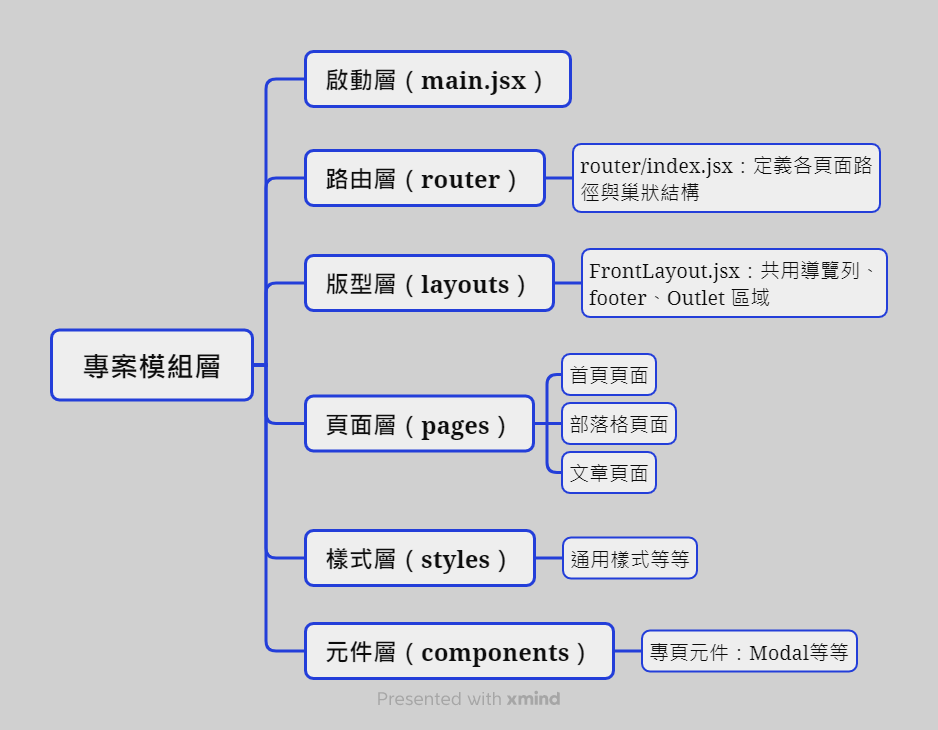 啟動層（main.jsx）
路由層（router）
router/index.jsx：定義各頁面路
徑與巢狀結構
版型層（layouts）
FrontLayout.jsx：共用導覽列、
footer、Outlet 區域
專案模組層
頁面層（pages）
首頁頁面
部落格頁面
文章頁面
樣式層（styles）
通用樣式等等
元件層（components）
專頁元件：Modal等等
Presented with xmind